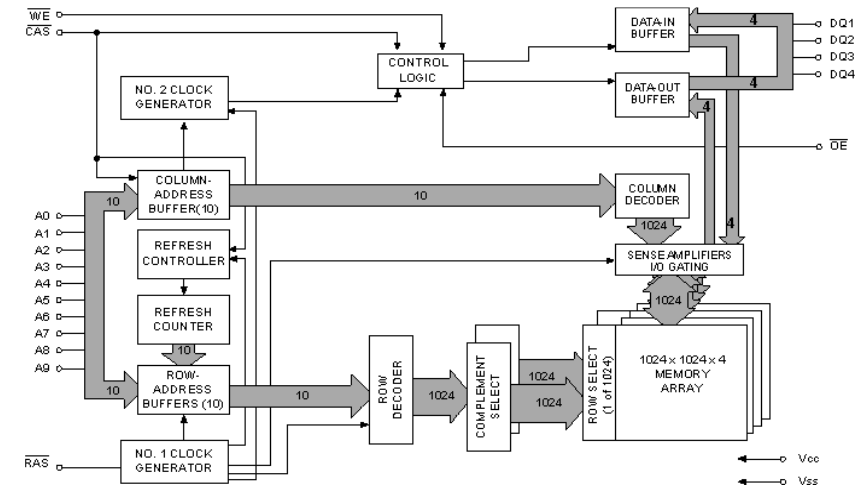 WE
CAS
CONTROL
LOGIC
DATA-IN
BUFFER
DATA-OUT
BUFFER
4
4
4
DQ1
DQ2
DQ3
DQ4
OE
NO. 2 CLOCK
GENERATOR
COLUMN-
ADDRESS
BUFFER(10)
10
10
COLUMN
DECODER
1024
4
SENSE AMPLIFIERS
I/O GATING
1024
A0
A1
A2
A3
A4
A5
A6
A7
A8
A9
REFRESH
CONTROLLER
REFRESH
COUNTER
10
ROW-
ADDRESS
BUFFERS (10)
10
10
ROW
DECODER
1024
COMPLEMENT
SELECT
1024
1024
ROW SELECT
(1 of 1024)
1024 x 1024 x 4
MEMORY
ARRAY
RAS
NO. 1 CLOCK
GENERATOR
Vcc
Vss